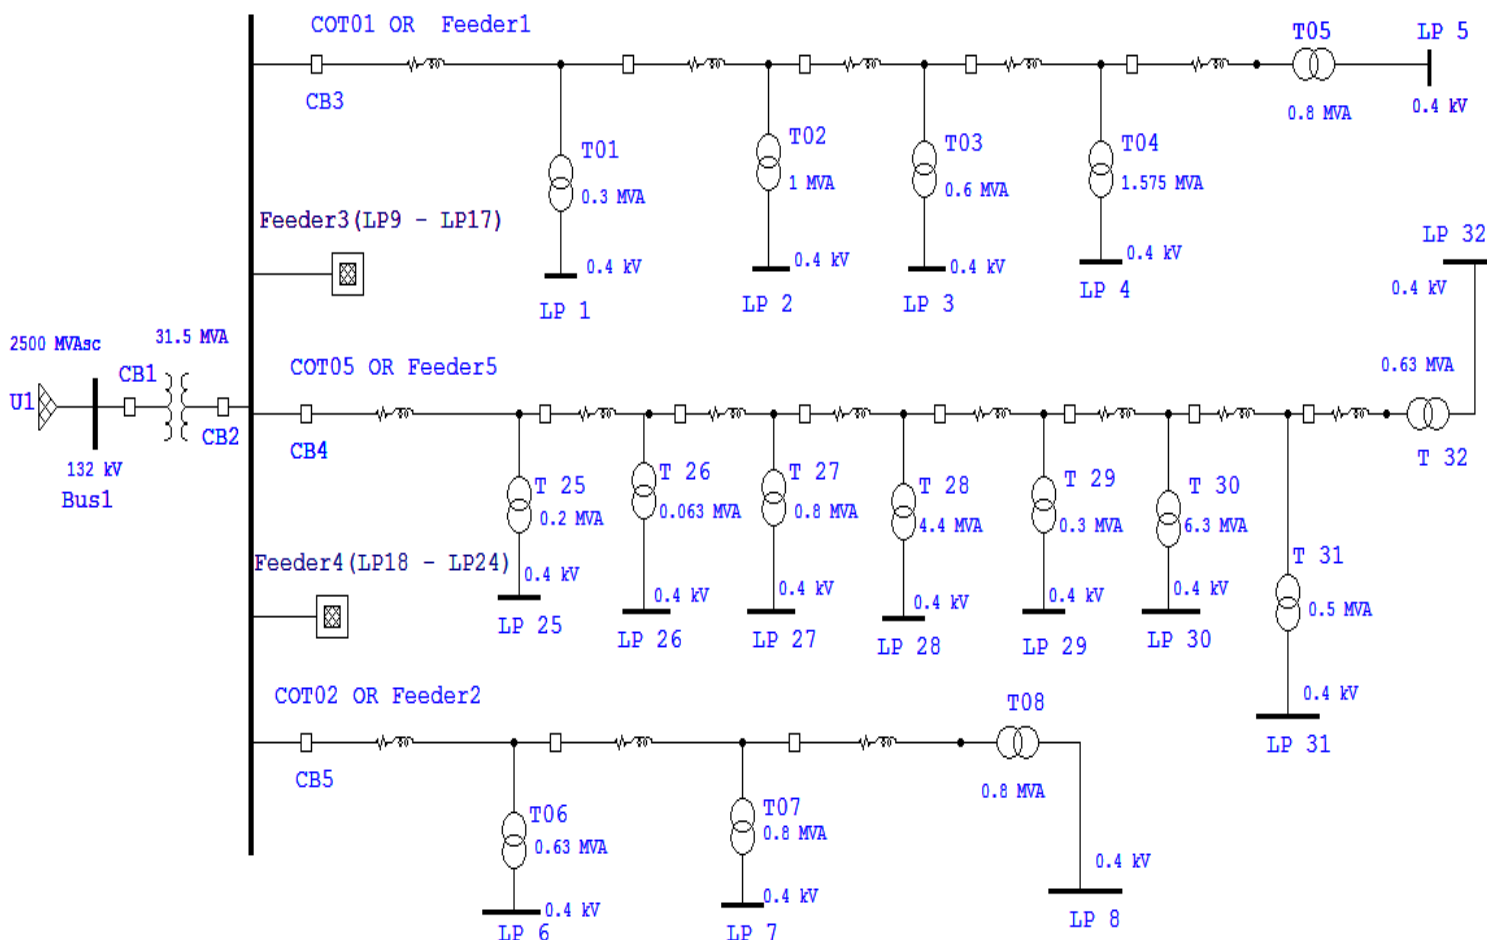 COT01 OR Feeder1
T05
LP 5
CB3
0.8 MVA
0.4 kV
T01
0.3 MVA
T02
1 MVA
T03
0.6 MVA
T04
1.575 MVA
Feeder3(LP9 - LP17)
0.4 kV
LP 1
0.4 kV
LP 2
0.4 kV
LP 3
0.4 kV
LP 4
LP 32
0.4 kV
2500 MVAsc
31.5 MVA
U1
CB1
CB2
132 kV
Bus1
COT05 OR Feeder5
CB4
0.63 MVA
T 32
T 25
0.2 MVA
T 26
0.063 MVA
T 27
0.8 MVA
T 28
4.4 MVA
T 29
0.3 MVA
T 30
6.3 MVA
T 31
0.5 MVA
Feeder4(LP18 - LP24)
0.4 kV
LP 25
0.4 kV
LP 26
0.4 kV
LP 27
0.4 kV
LP 28
0.4 kV
LP 29
0.4 kV
LP 30
0.4 kV
LP 31
COT02 OR Feeder2
T08
CB5
0.8 MVA
T06
0.63 MVA
T07
0.8 MVA
0.4 kV
LP 6
0.4 kV
LP 7
0.4 kV
LP 8